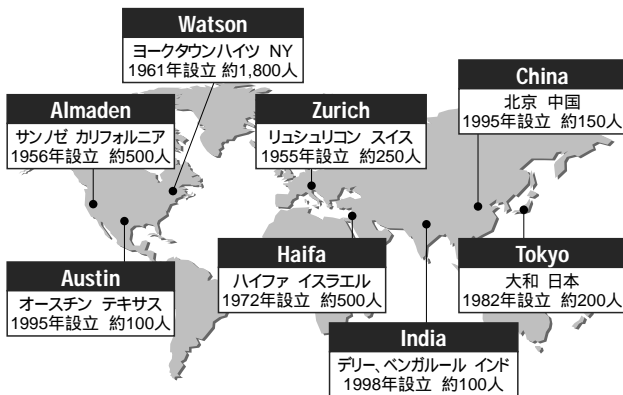 Watson
ヨークタウンハイツ NY
1961年設立 約1,800人
Almaden
サンノゼ カリフォルニア
1956年設立 約500人
Zurich
リュシュリコン スイス
1955年設立 約250人
China
北京 中国
1995年設立 約150人
Austin
オースチン テキサス
1995年設立 約100人
Haifa
ハイファ イスラエル
1972年設立 約500人
Tokyo
大和 日本
1982年設立 約200人
India
デリー、ベンガルール インド
1998年設立 約100人